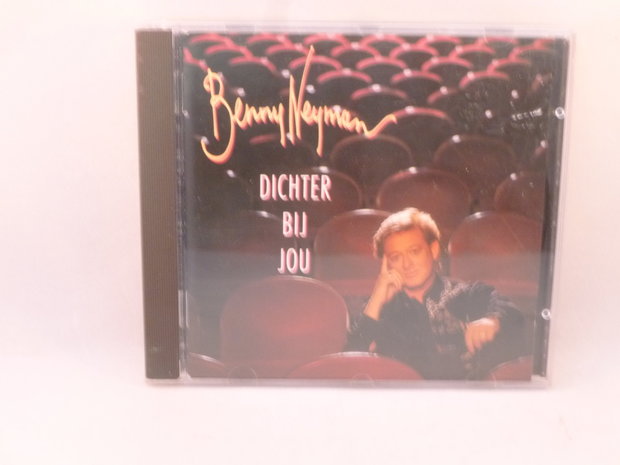 Benny Neyman
DICHTER
BIJ
JOU